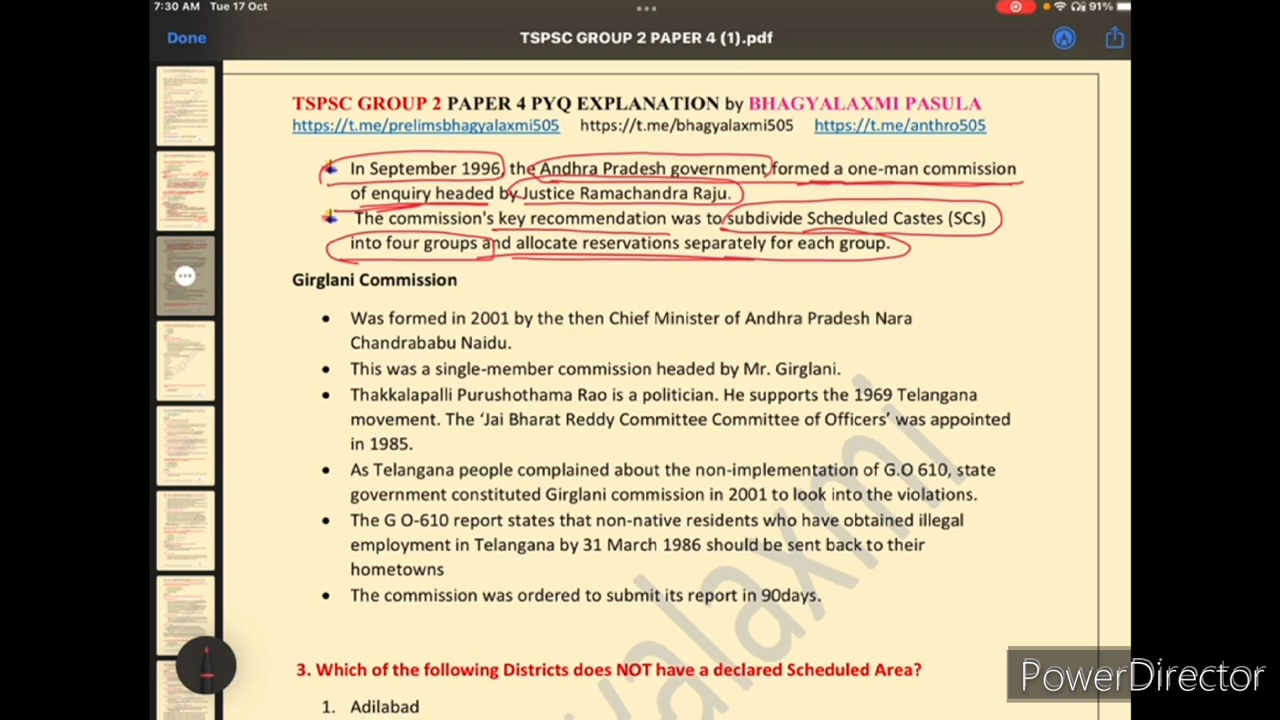 7:30 AM Tue 17 Oct
91%
Done
TSPSC GROUP 2 PAPER 4 (1).pdf
TSPSC GROUP 2 PAPER 4 PYQ EXPLANATION by BHAGYALAXMI PASULA
https://t.me/prelimsbhagyalaxmi505 https://t.me/bhagyalaxmi505 https://t.me/anthro505
In September 1996, the Andhra Pradesh government formed a one-man commission
of enquiry headed by Justice Ramachandra Raju.
The commission's key recommendation was to subdivide Scheduled Castes (SCs)
into four groups and allocate reservations separately for each group.
Girglani Commission
• Was formed in 2001 by the then Chief Minister of Andhra Pradesh Nara
Chandrababu Naidu.
• This was a single-member commission headed by Mr. Girglani.
• Thakkalapalli Purushothama Rao is a politician. He supports the 1969 Telangana
movement. The ‘Jai Bharat Reddy Committee Committee of Officers’ was appointed
in 1985.
• As Telangana people complained about the non-implementation of G.O 610, state
government constituted Girglani commission in 2001 to look into the violations.
• The G O-610 report states that non-native residents who have obtained illegal
employment in Telangana by 31 March 1986 should be sent back to their
hometowns
• The commission was ordered to submit its report in 90days.
3. Which of the following Districts does NOT have a declared Scheduled Area?
1. Adilabad
PowerDirector